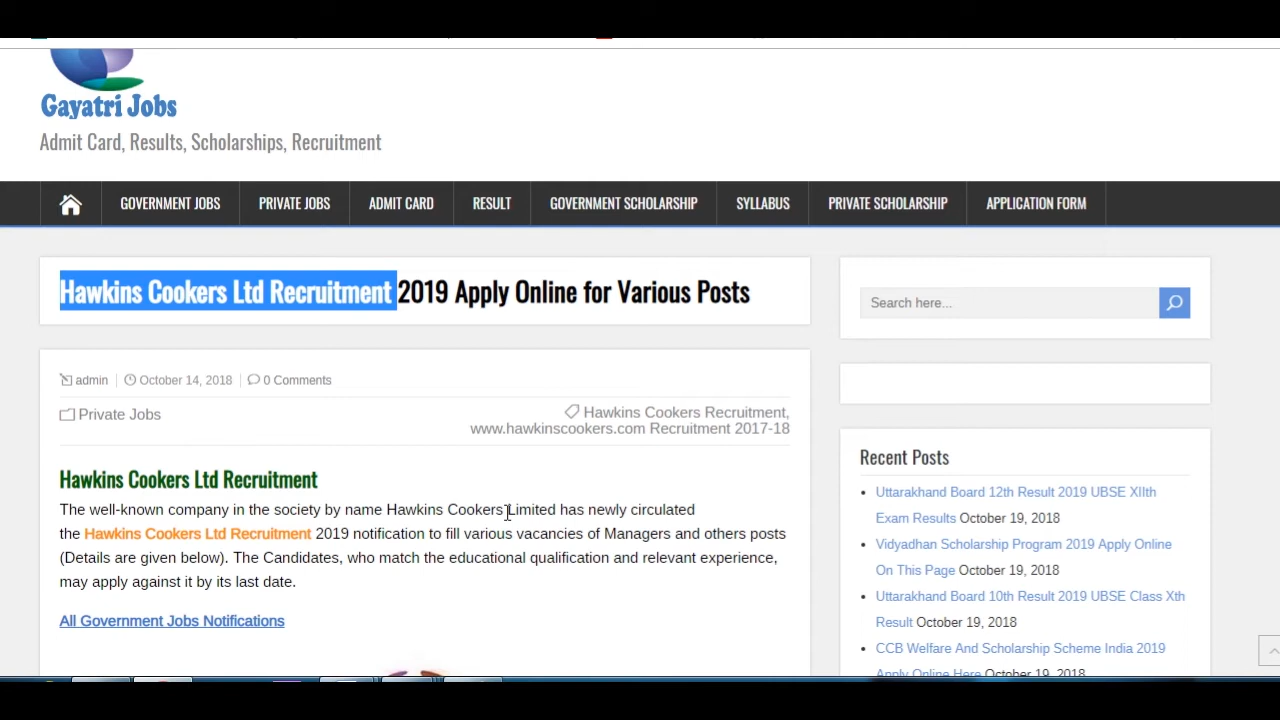 Gayatri Jobs
Admit Card, Results, Scholarships, Recruitment
GOVERNMENT JOBS PRIVATE JOBS ADMIT CARD RESULT GOVERNMENT SCHOLARSHIP SYLLABUS PRIVATE SCHOLARSHIP APPLICATION FORM
Hawkins Cookers Ltd Recruitment 2019 Apply Online for Various Posts
admin October 14, 2018 0 Comments
Private Jobs
Hawkins Cookers Recruitment,
www.hawkinscookers.com Recruitment 2017-18
Hawkins Cookers Ltd Recruitment
The well-known company in the society by name Hawkins Cookers Limited has newly circulated
the Hawkins Cookers Ltd Recruitment 2019 notification to fill various vacancies of Managers and others posts
(Details are given below). The Candidates, who match the educational qualification and relevant experience,
may apply against it by its last date.
All Government Jobs Notifications
Search here...
Recent Posts
Uttarakhand Board 12th Result 2019 UBSE XIIth
Exam Results October 19, 2018
Vidyadhan Scholarship Program 2019 Apply Online
On This Page October 19, 2018
Uttarakhand Board 10th Result 2019 UBSE Class Xth
Result October 19, 2018
CCB Welfare And Scholarship Scheme India 2019
Apply Online Here October 19, 2018